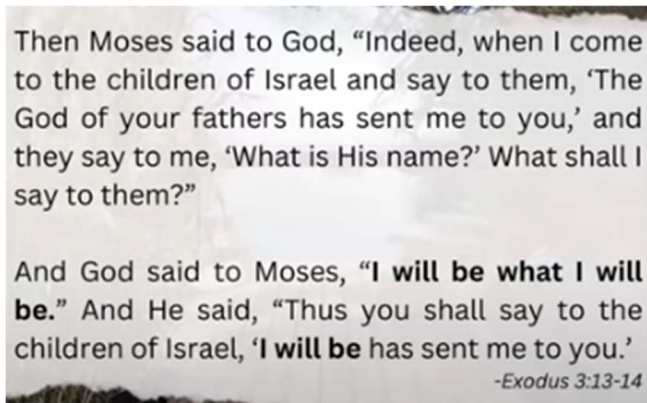 Then Moses said to God, “Indeed, when I come
to the children of Israel and say to them, ‘The
God of your fathers has sent me to you,’ and
they say to me, ‘What is His name?’ What shall I
say to them?”
And God said to Moses, “I will be what I will
be.” And He said, “Thus you shall say to the
children of Israel, ‘I will be has sent me to you.’
-Exodus 3:13-14